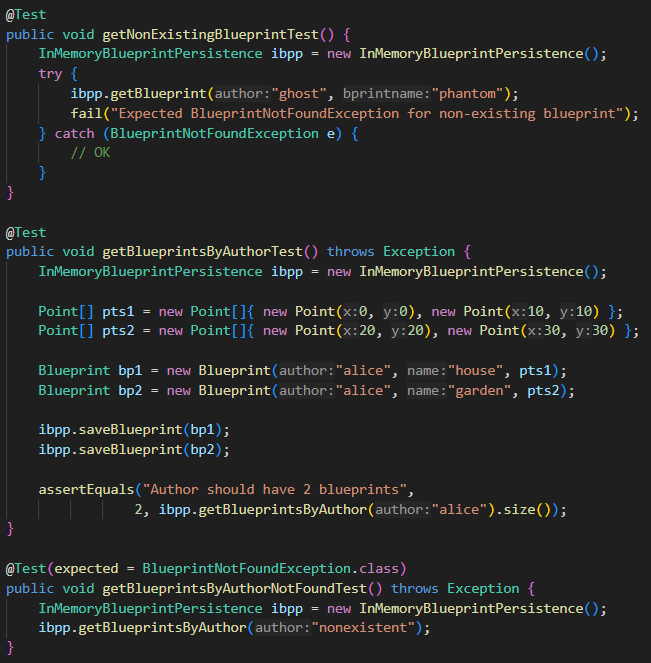 @Test
public void getNonExistingBlueprintTest() {
    InMemoryBlueprintPersistence ibpp = new InMemoryBlueprintPersistence();
    try {
        ibpp.getBlueprint(author:"ghost", bprintname:"phantom");
        fail("Expected BlueprintNotFoundException for non-existing blueprint");
    } catch (BlueprintNotFoundException e) {
        // OK
    }
}
@Test
public void getBlueprintsByAuthorTest() throws Exception {
    InMemoryBlueprintPersistence ibpp = new InMemoryBlueprintPersistence();
    Point[] pts1 = new Point[]{ new Point(x:0, y:0), new Point(x:10, y:10) };
    Point[] pts2 = new Point[]{ new Point(x:20, y:20), new Point(x:30, y:30) };
    Blueprint bp1 = new Blueprint(author:"alice", name:"house", pts1);
    Blueprint bp2 = new Blueprint(author:"alice", name:"garden", pts2);
    ibpp.saveBlueprint(bp1);
    ibpp.saveBlueprint(bp2);
    assertEquals("Author should have 2 blueprints",
                2, ibpp.getBlueprintsByAuthor(author:"alice").size());
}
@Test(expected = BlueprintNotFoundException.class)
public void getBlueprintsByAuthorNotFoundTest() throws Exception {
    InMemoryBlueprintPersistence ibpp = new InMemoryBlueprintPersistence();
    ibpp.getBlueprintsByAuthor(author:"nonexistent");
}